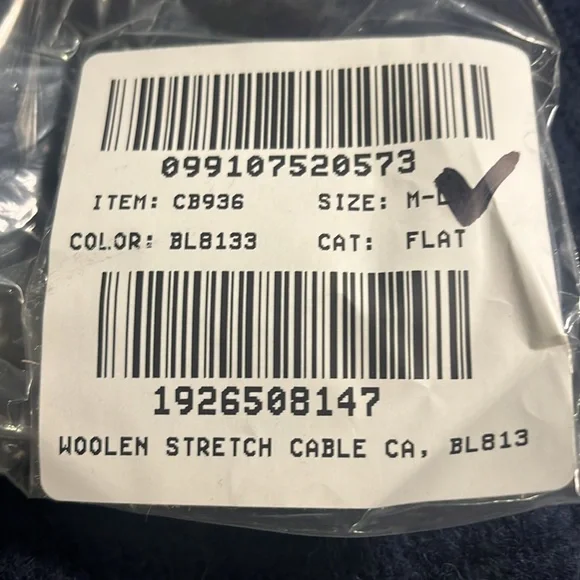 099107520573
ITEM: CB936 SIZE: M-L
COLOR: BL8133 CAT: FLAT
1926508147
WOOLEN STRETCH CABLE CA, BL813